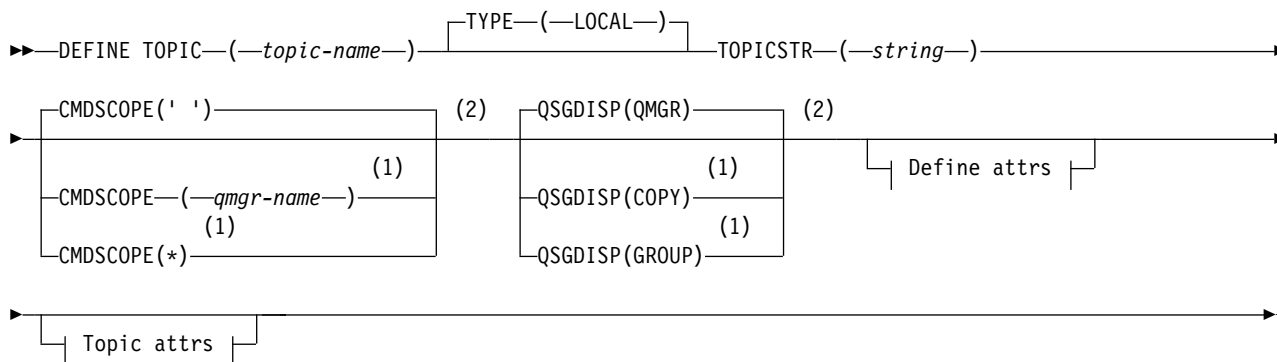 TYPE ( LOCAL )
DEFINE TOPIC ( topic-name ) TOPICSTR ( string )
CMDSCOPE(' ') (2) QSGDISP(QMGR) (2)
Define attrs
(1) (1)
CMDSCOPE ( qmgr-name ) QSGDISP(COPY)
(1) (1)
CMDSCOPE(*) QSGDISP(GROUP)
Topic attrs